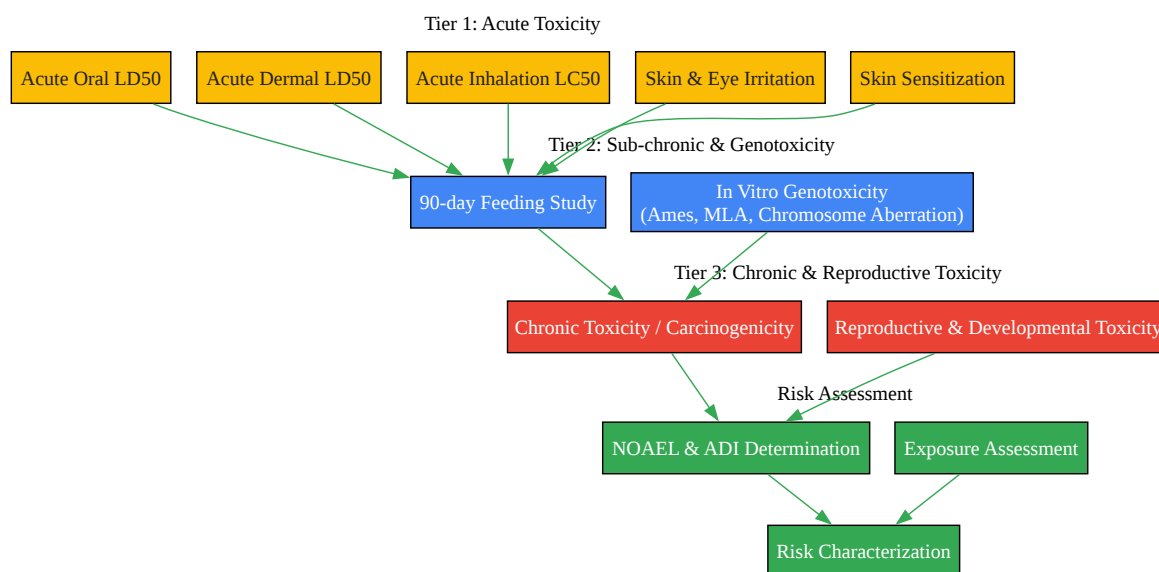 Tier 1: Acute Toxicity
Acute Oral LD50
Acute Dermal LD50
Acute Inhalation LC50
Skin & Eye Irritation
Skin Sensitization
Tier 2: Sub-chronic & Genotoxicity
90-day Feeding Study
In Vitro Genotoxicity
(Ames, MLA, Chromosome Aberration)
Tier 3: Chronic & Reproductive Toxicity
Chronic Toxicity / Carcinogenicity
Reproductive & Developmental Toxicity
Risk Assessment
NOAEL & ADI Determination
Exposure Assessment
Risk Characterization